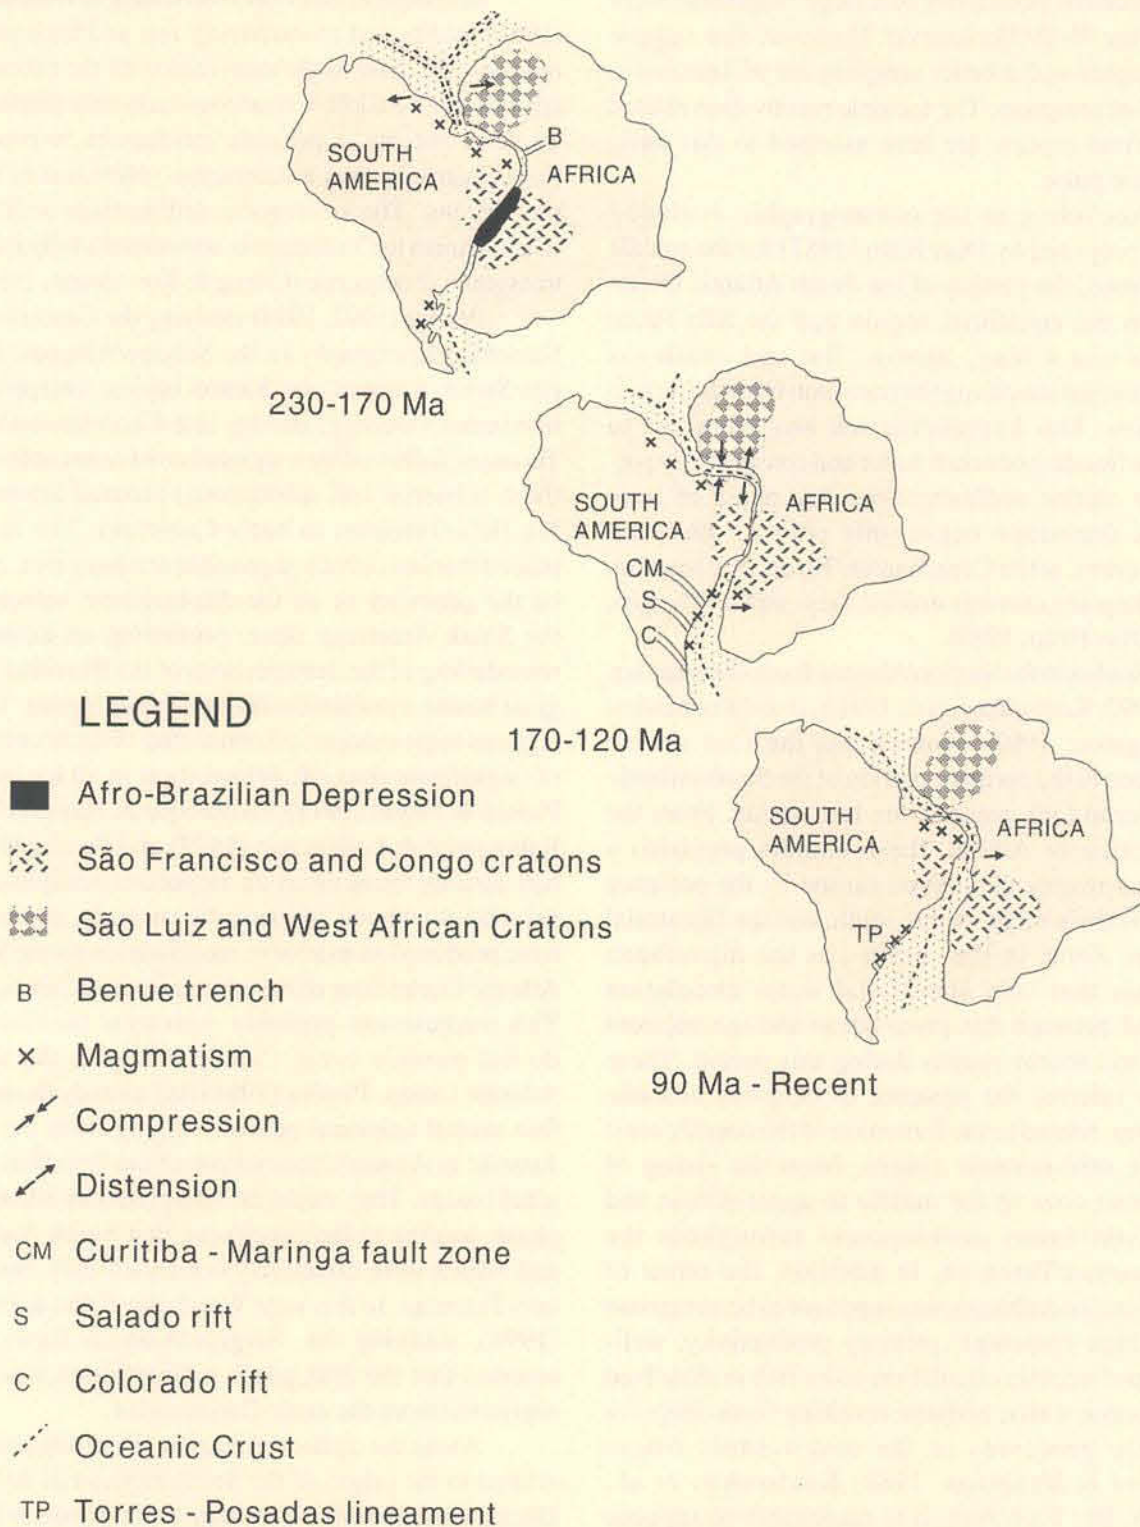 SOUTH
AMERICA
AFRICA
B
230-170 Ma
SOUTH
AMERICA
AFRICA
CM
S
C
170-120 Ma
SOUTH
AMERICA
AFRICA
TP
90 Ma - Recent
LEGEND
Afro-Brazilian Depression
São Francisco and Congo cratons
São Luiz and West African Cratons
B Benue trench
× Magmatism
Compression
Distension
CM Curitiba - Maringa fault zone
S Salado rift
C Colorado rift
Oceanic Crust
TP Torres - Posadas lineament